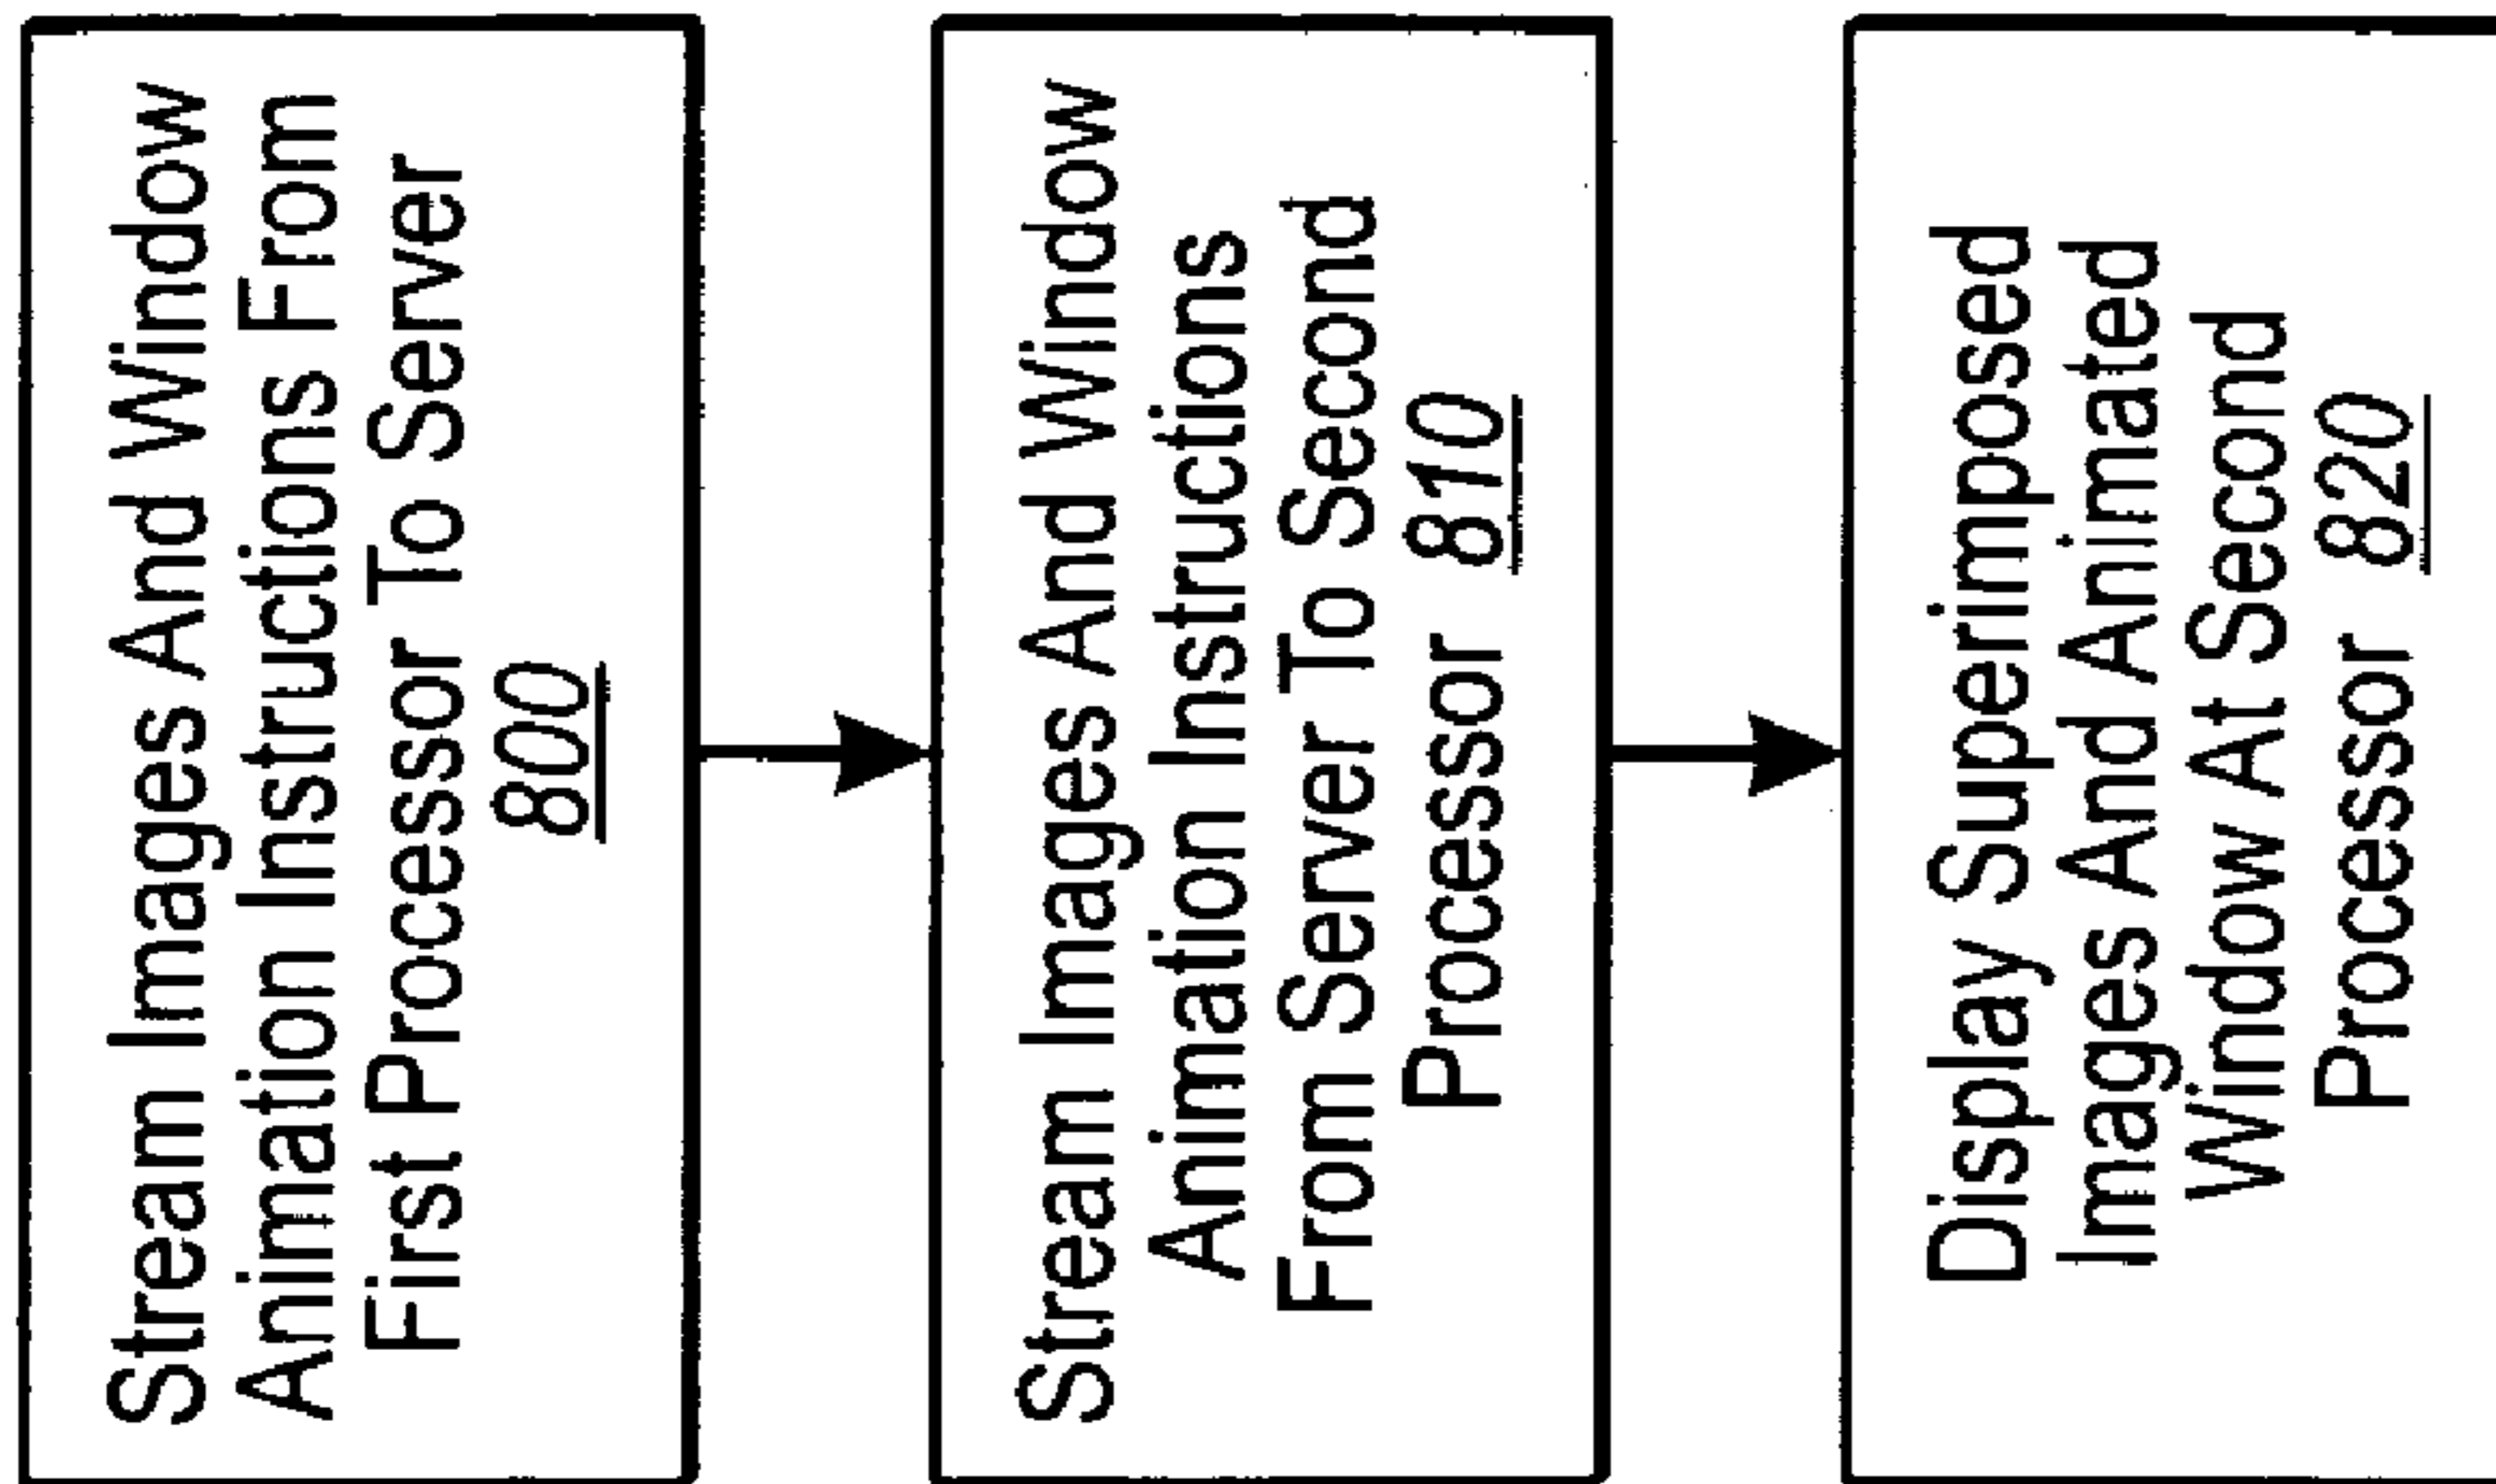 Stream Images And Window
Animation Instructions From
First Processor To Server
800
Stream Images And Window
Animation Instructions
From Server To Second
Processor 810
Display Superimposed
Images And Animated
Window At Second
Processor 820